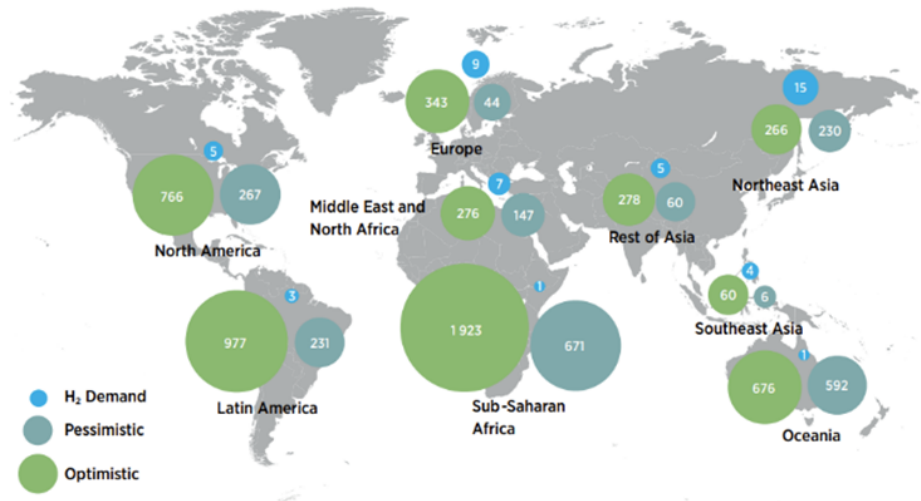 9
343
44
Europe
15
266
230
Northeast Asia
5
766
267
North America
7
Middle East and
North Africa
276
147
5
278
60
Rest of Asia
3
977
231
Latin America
1
1 923
671
Sub-Saharan
Africa
4
60
6
Southeast Asia
1
676
592
Oceania
H₂ Demand
Pessimistic
Optimistic